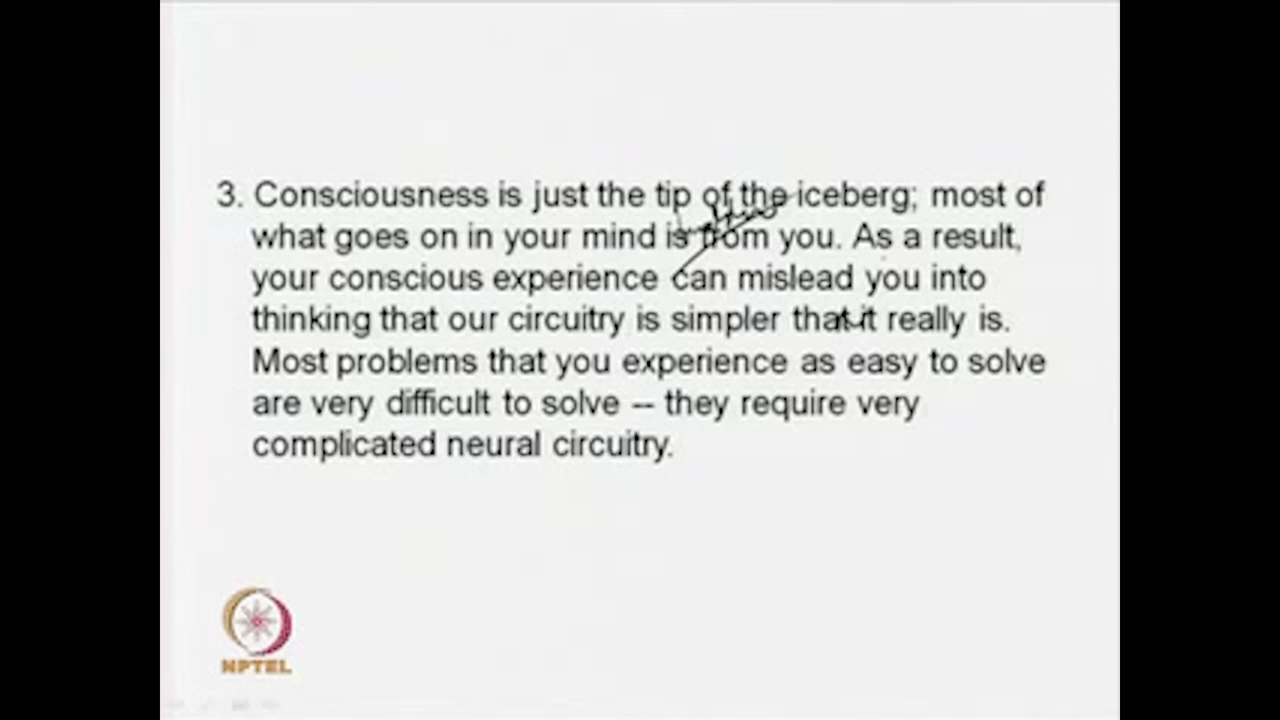 3. Consciousness is just the tip of the iceberg; most of
what goes on in your mind is from you. As a result,
your conscious experience can mislead you into
thinking that our circuitry is simpler that it really is.
Most problems that you experience as easy to solve
are very difficult to solve -- they require very
complicated neural circuitry.
NPTEL